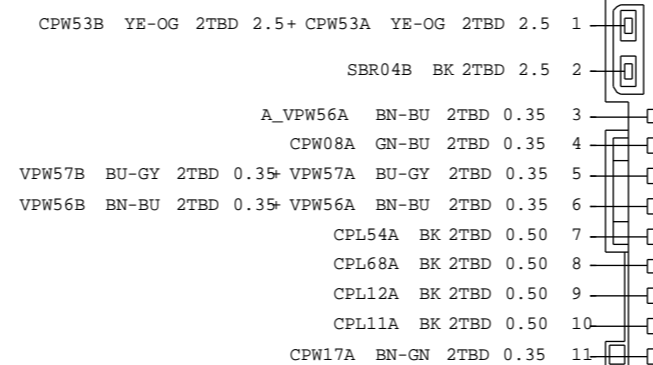 CPW53B YE-OG 2TBD 2.5+ CPW53A YE-OG 2TBD 2.5 1
SBR04B BK 2TBD 2.5 2
A_VPW56A BN-BU 2TBD 0.35 3
CPW08A GN-BU 2TBD 0.35 4
VPW57B BU-GY 2TBD 0.35+ VPW57A BU-GY 2TBD 0.35 5
VPW56B BN-BU 2TBD 0.35+ VPW56A BN-BU 2TBD 0.35 6
CPL54A BK 2TBD 0.50 7
CPL68A BK 2TBD 0.50 8
CPL12A BK 2TBD 0.50 9
CPL11A BK 2TBD 0.50 10
CPW17A BN-GN 2TBD 0.35 11